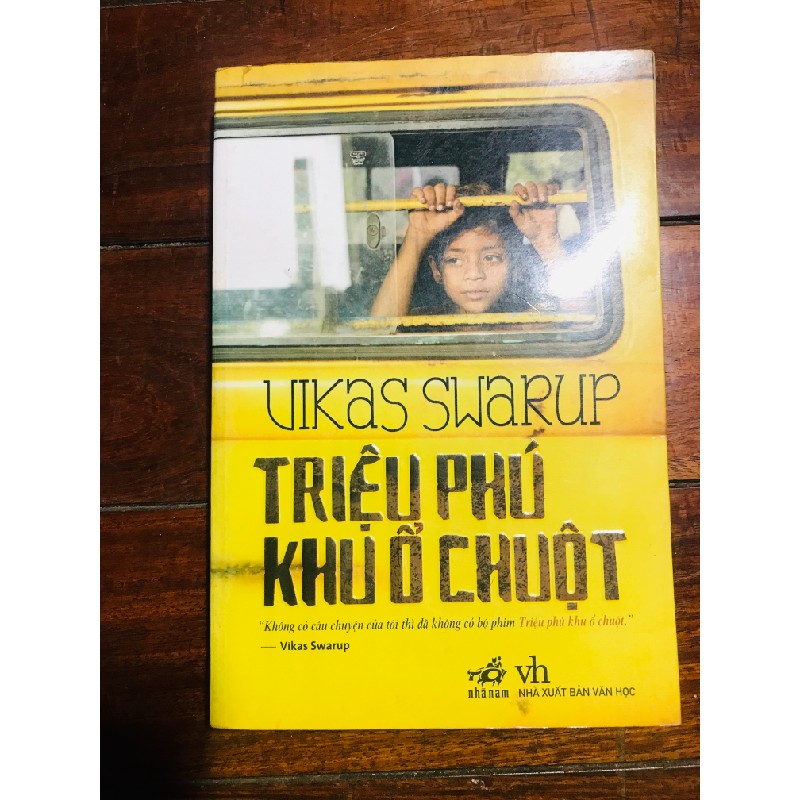 VIKAS SWARUP
TRIỆU PHÚ
KHU Ổ CHUỘT
"Không có câu chuyện của tôi thì đã không có bộ phim Triệu phú khu ổ chuột."
— Vikas Swarup
nhã nam
vh
NHÀ XUẤT BẢN VĂN HỌC